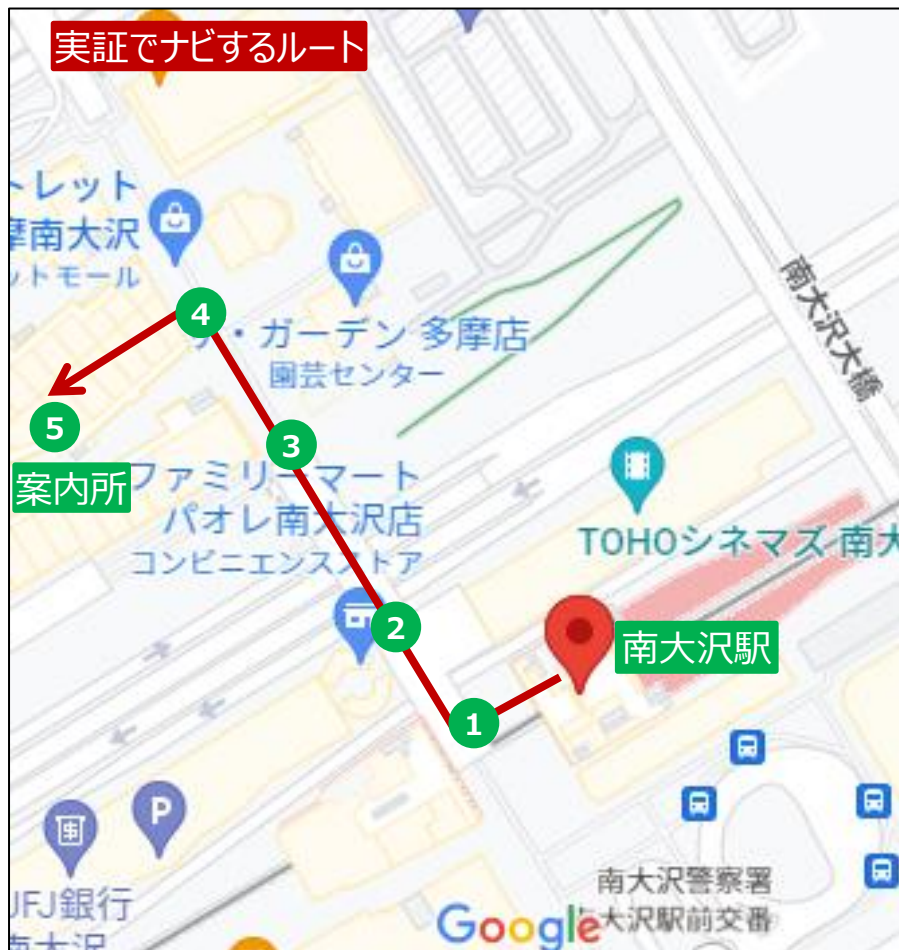 実証でナビするルート
トレット
摩南大沢
ットモール
4
・ガーデン 多摩店
園芸センター
南大沢大橋
3
5
案内所
ファミリーマート
パオレ南大沢店
コンビニエンスストア
TOHOシネマズ 南大
2
南大沢駅
1
P
UFJ銀行
南大沢
南大沢警察署
大沢駅前交番
Google